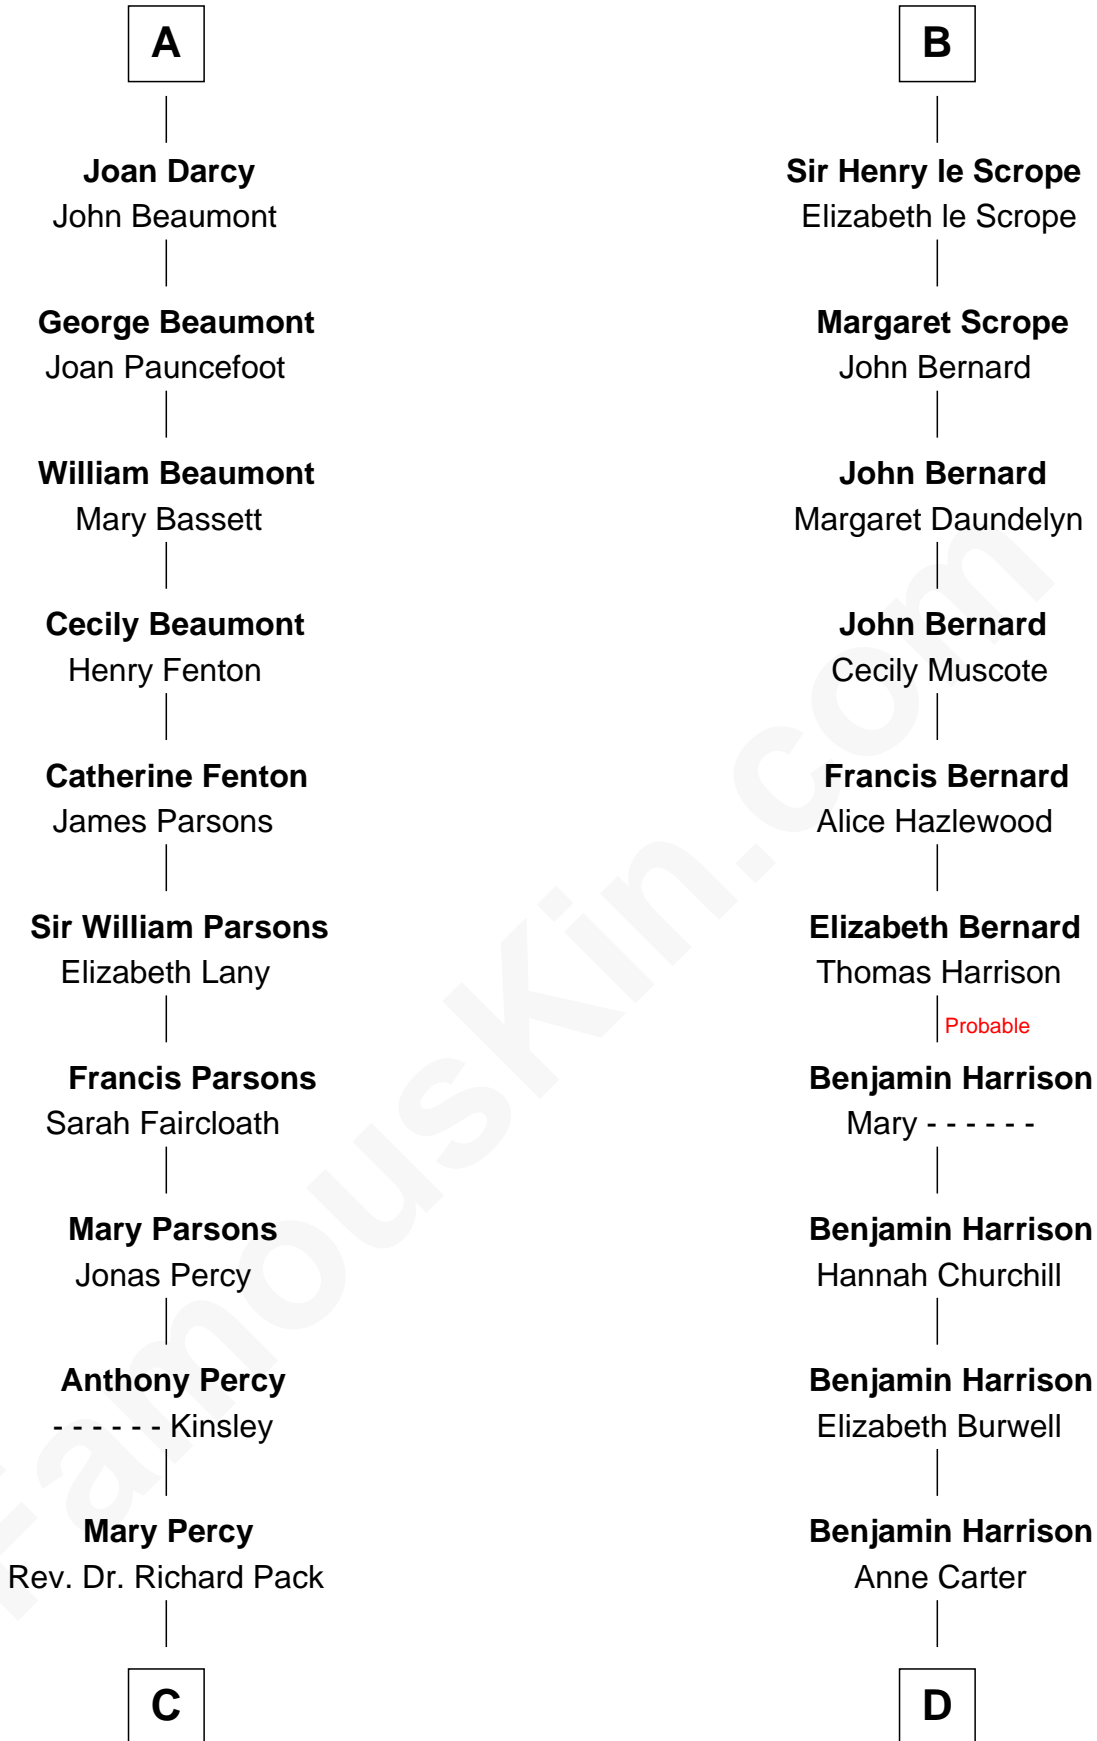 A
Joan Darcy
John Beaumont
George Beaumont
Joan Pauncefoot
William Beaumont
Mary Bassett
Cecily Beaumont
Henry Fenton
Catherine Fenton
James Parsons
Sir William Parsons
Elizabeth Lany
Francis Parsons
Sarah Faircloath
Mary Parsons
Jonas Percy
Anthony Percy
- - - - - - Kinsley
Mary Percy
Rev. Dr. Richard Pack
C
B
Sir Henry le Scrope
Elizabeth le Scrope
Margaret Scrope
John Bernard
John Bernard
Margaret Daundelyn
John Bernard
Cecily Muscote
Francis Bernard
Alice Hazlewood
Elizabeth Bernard
Thomas Harrison
Probable
Benjamin Harrison
Mary - - - - - -
Benjamin Harrison
Hannah Churchill
Benjamin Harrison
Elizabeth Burwell
Benjamin Harrison
Anne Carter
D
FamousKin.com